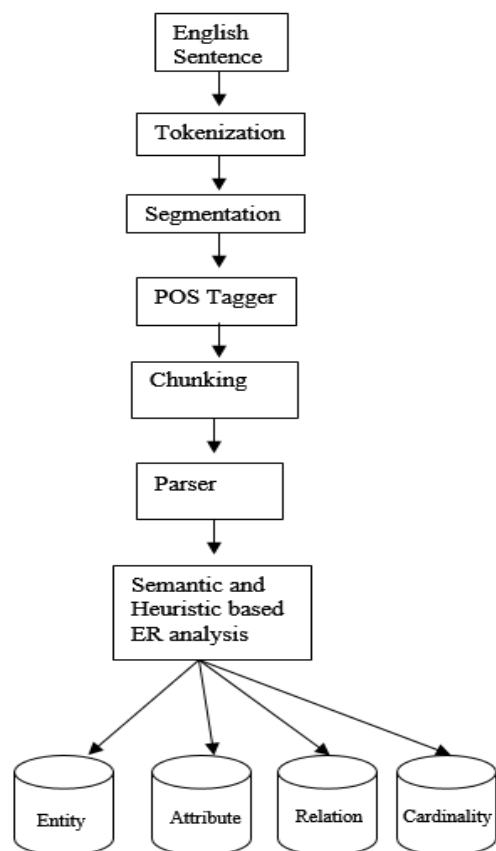 English
Sentence
Tokenization
Segmentation
POS Tagger
Chunking
Parser
Semantic and
Heuristic based
ER analysis
Entity
Attribute
Relation
Cardinality